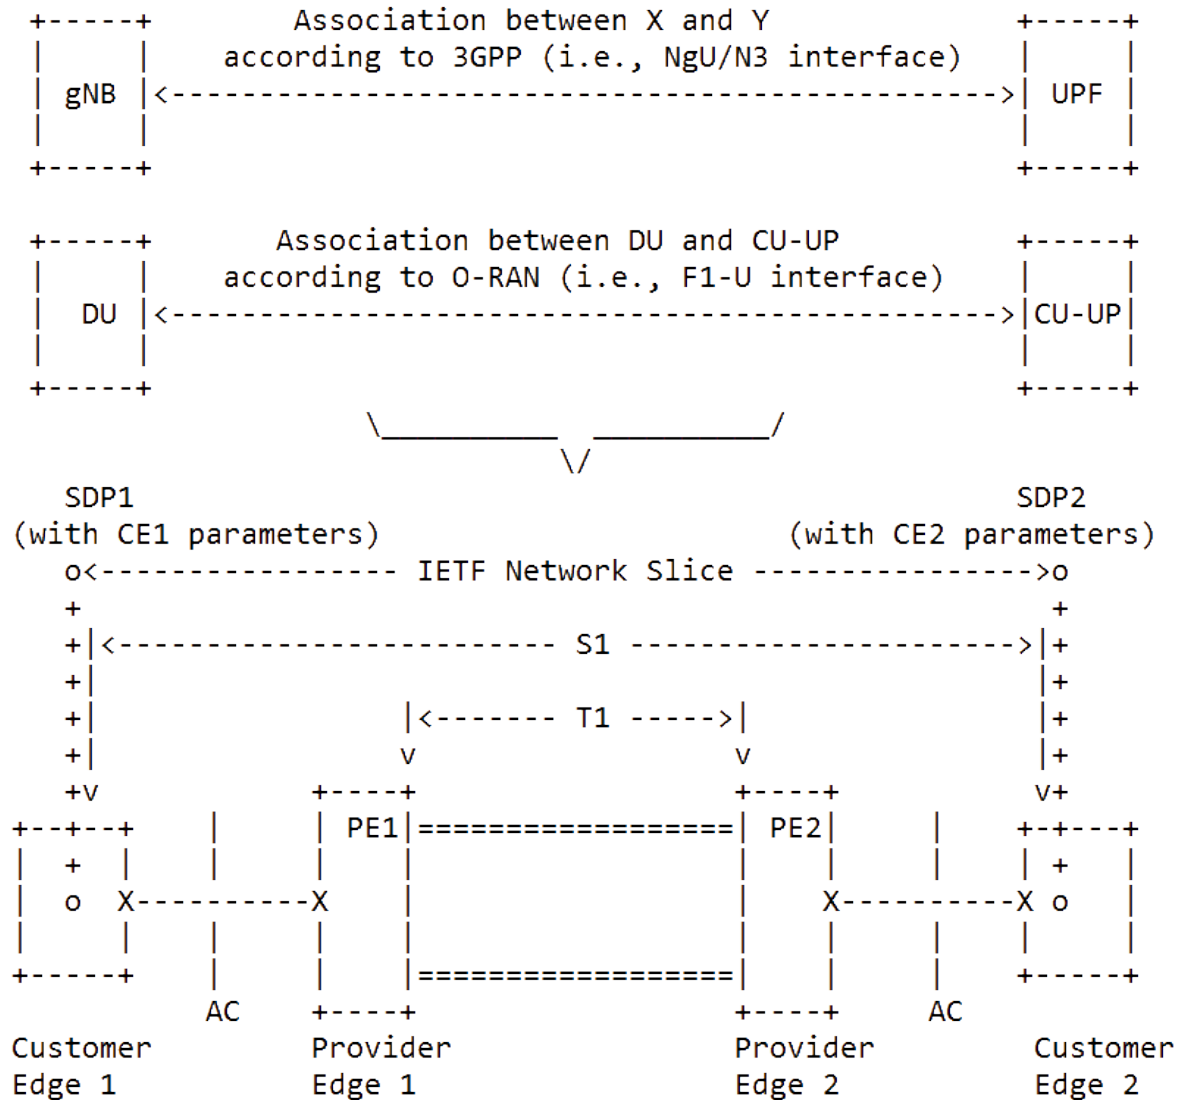 +-----+        Association between X and Y              +-----+
|     |    according to 3GPP (i.e., NgU/N3 interface)   |     |
| gNB |<----------------------------------------------->| UPF |
|     |                                                 |     |
+-----+                                                 +-----+
+-----+       Association between DU and CU-UP          +-----+
|     |    according to O-RAN (i.e., F1-U interface)    |     |
|  DU |<----------------------------------------------->|CU-UP|
|     |                                                 |     |
+-----+                                                 +-----+
                   \__________  __________/
                              \/
  SDP1                                                  SDP2
(with CE1 parameters)                      (with CE2 parameters)
   o<----------------- IETF Network Slice ---------------->o
   +                                                       +
   +|<------------------------- S1 ---------------------->|+
   +|                                                     |+
   +|                 |<------- T1 ----->|                |+
   +|                 v                  v                |+
   +v            +----+                  +----+           v+
+--+--+    |     | PE1|==================| PE2|     |    +-+---+
|  +  |    |     |    |                  |    |     |    | +   |
|  o  X----------X    |                  |    X----------X o   |
|     |    |     |    |                  |    |     |    |     |
+-----+    |     |    |==================|    |     |    +-----+
           AC    +----+                  +----+     AC
Customer         Provider                Provider         Customer
Edge 1           Edge 1                  Edge 2           Edge 2